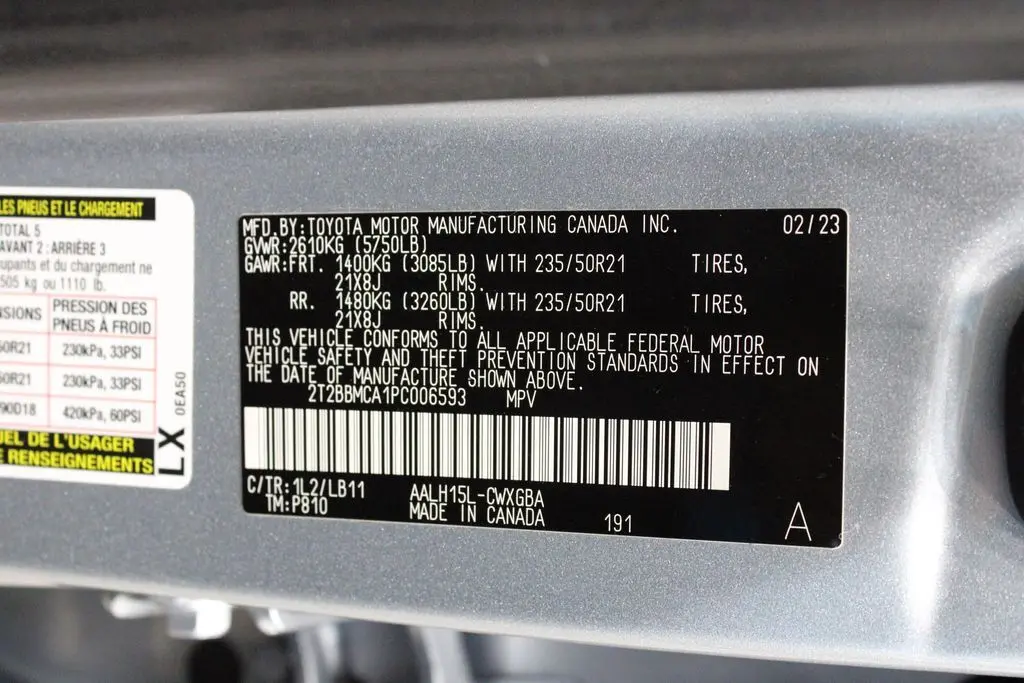 LES PNEUS ET LE CHARGEMENT
TOTAL 5
AVANT 2 : ARRIÈRE 3
et du chargement ne
505 kg ou 1110 lb.
PRESSION DES
PNEUS À FROID
230kPa, 33PSI
230kPa, 33PSI
420kPa, 60PSI
DE L'USAGER
RENSEIGNEMENTS
LX
0EA50
MFD.BY:TOYOTA MOTOR MANUFACTURING CANADA INC. 02/23
GVWR:2610KG (5750LB)
GAWR:FRT. 1400KG (3085LB) WITH 235/50R21 TIRES,
21X8J RIMS.
RR. 1480KG (3260LB) WITH 235/50R21 TIRES,
21X8J RIMS.
THIS VEHICLE CONFORMS TO ALL APPLICABLE FEDERAL MOTOR
VEHICLE SAFETY AND THEFT PREVENTION STANDARDS IN EFFECT ON
THE DATE OF MANUFACTURE SHOWN ABOVE.
2T2BBMCA1PC006593 MPV
C/TR:1L2/LB11 AALH15L-CWXGBA
TM:P810 MADE IN CANADA 191 A